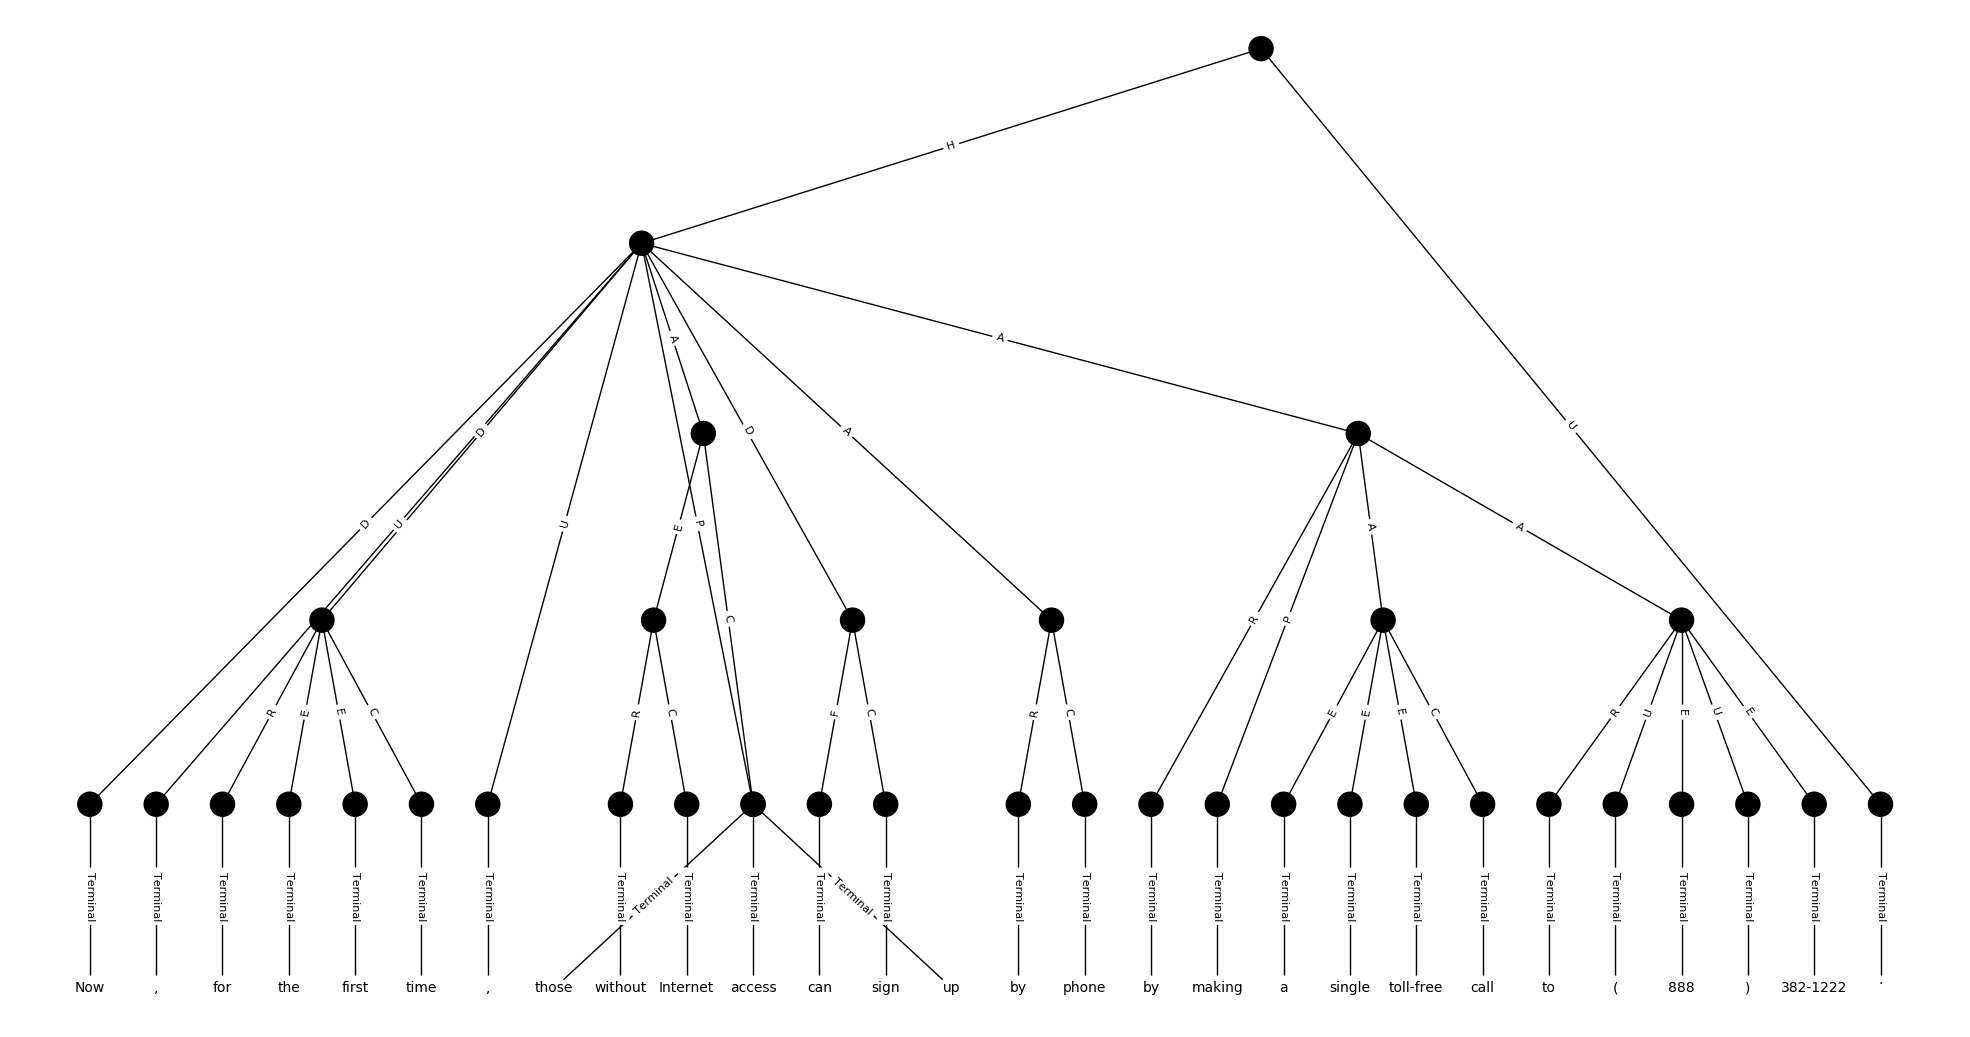 H
A
A
D
A
D
U
D
U
U
E
P
A
A
C
R
P
R
E
E
C
R
C
F
C
R
C
E
E
E
C
R
U
E
U
E
Terminal Terminal Terminal Terminal Terminal Terminal Terminal Terminal Terminal Terminal Terminal Terminal Terminal Terminal Terminal Terminal Terminal Terminal Terminal Terminal Terminal Terminal Terminal Terminal Terminal Terminal Terminal
Now , for the first time , those without Internet access can sign up by phone by making a single toll-free call to ( 888 ) 382-1222 .